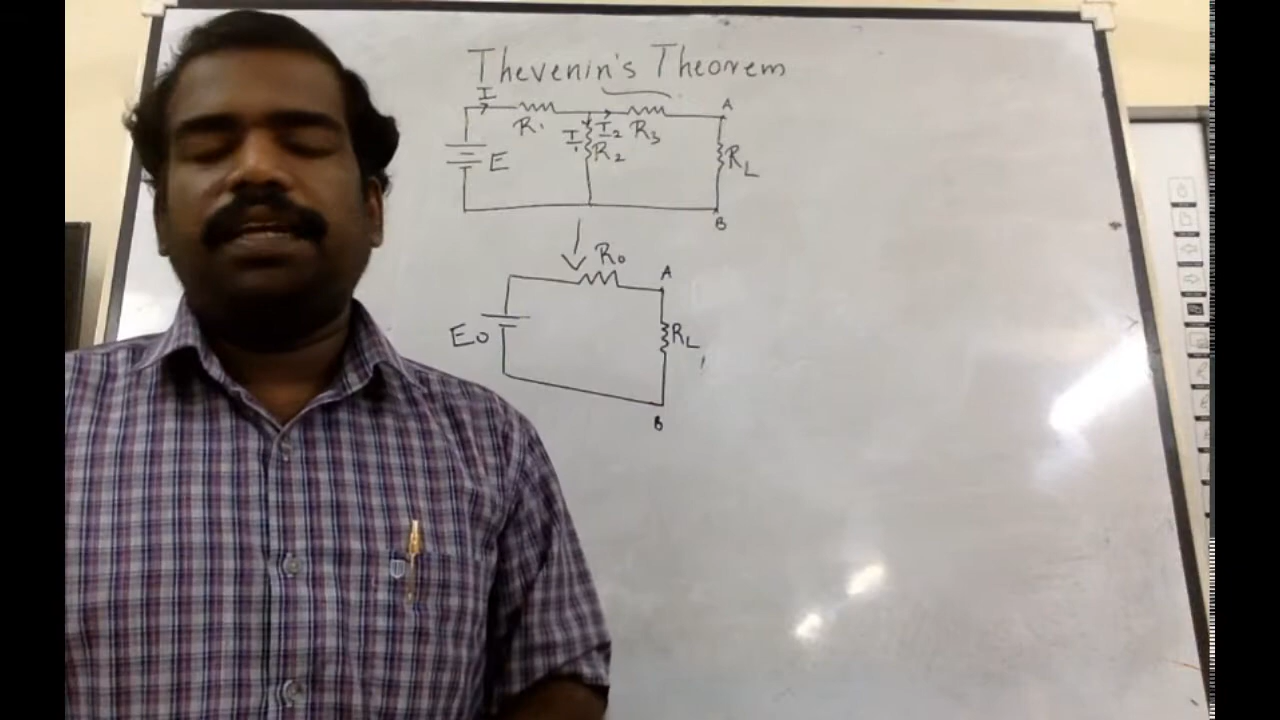 Thevenin's Theorem
I
R1 I1 I2 R3 A
E R2 RL
B
R0 A
E0 RL
B